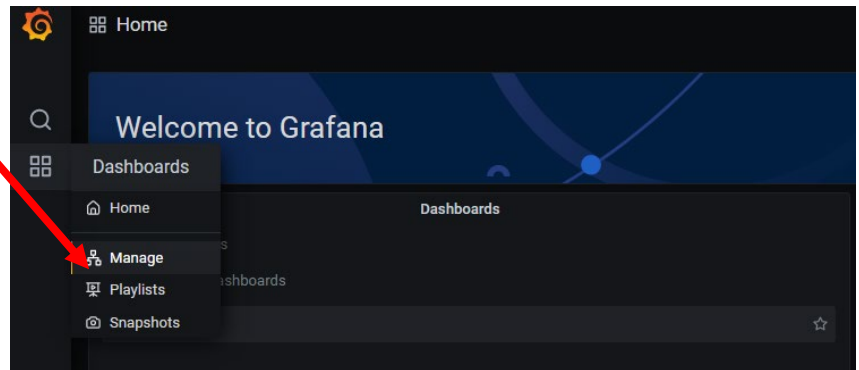 Home
Welcome to Grafana
Dashboards
Home
Dashboards
Manage
Playlists
Snapshots